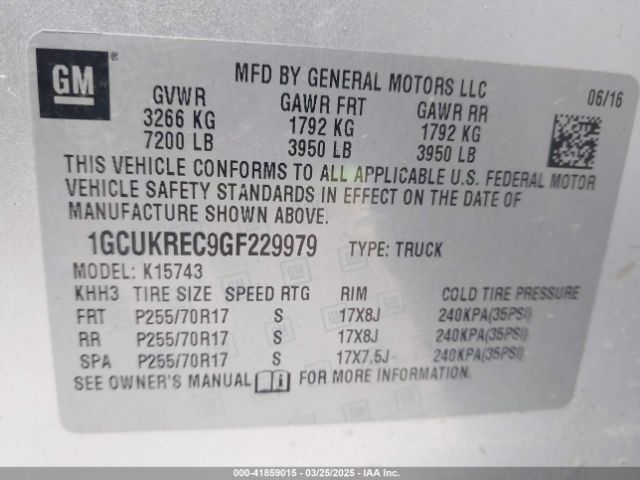 GM
MFD BY GENERAL MOTORS LLC
06/16
GVWR GAWR FRT GAWR RR
3266 KG 1792 KG 1792 KG
7200 LB 3950 LB 3950 LB
THIS VEHICLE CONFORMS TO ALL APPLICABLE U.S. FEDERAL MOTOR
VEHICLE SAFETY STANDARDS IN EFFECT ON THE DATE OF
MANUFACTURE SHOWN ABOVE.
1GCUKREC9GF229979 TYPE: TRUCK
MODEL: K15743
KHH3 TIRE SIZE SPEED RTG RIM COLD TIRE PRESSURE
FRT P255/70R17 S 17X8J 240KPA(35PSI)
RR P255/70R17 S 17X8J 240KPA(35PSI)
SPA P255/70R17 S 17X7.5J 240KPA(35PSI)
SEE OWNER'S MANUAL FOR MORE INFORMATION.
000-41859015 - 03/25/2025 - IAA Inc.